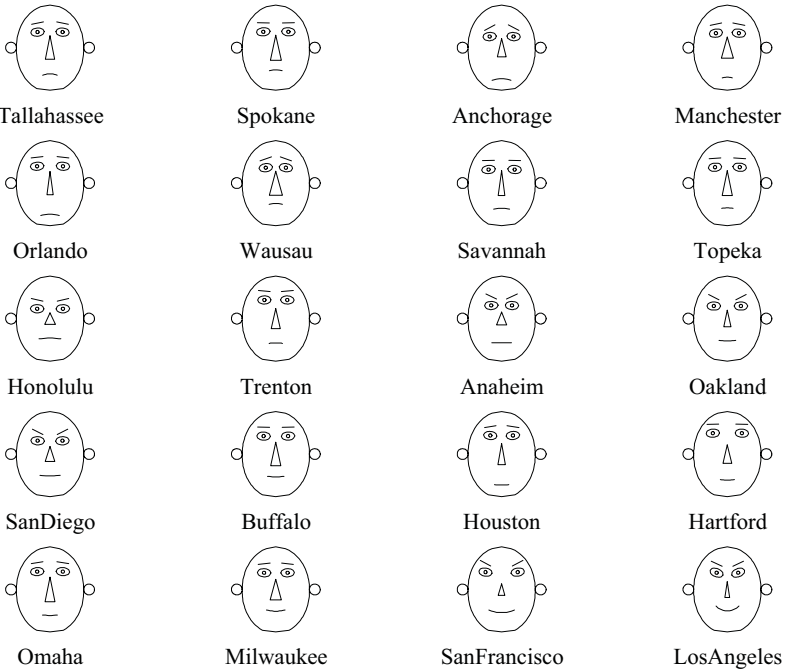 Tallahassee Spokane Anchorage Manchester
Orlando Wausau Savannah Topeka
Honolulu Trenton Anaheim Oakland
SanDiego Buffalo Houston Hartford
Omaha Milwaukee SanFrancisco LosAngeles